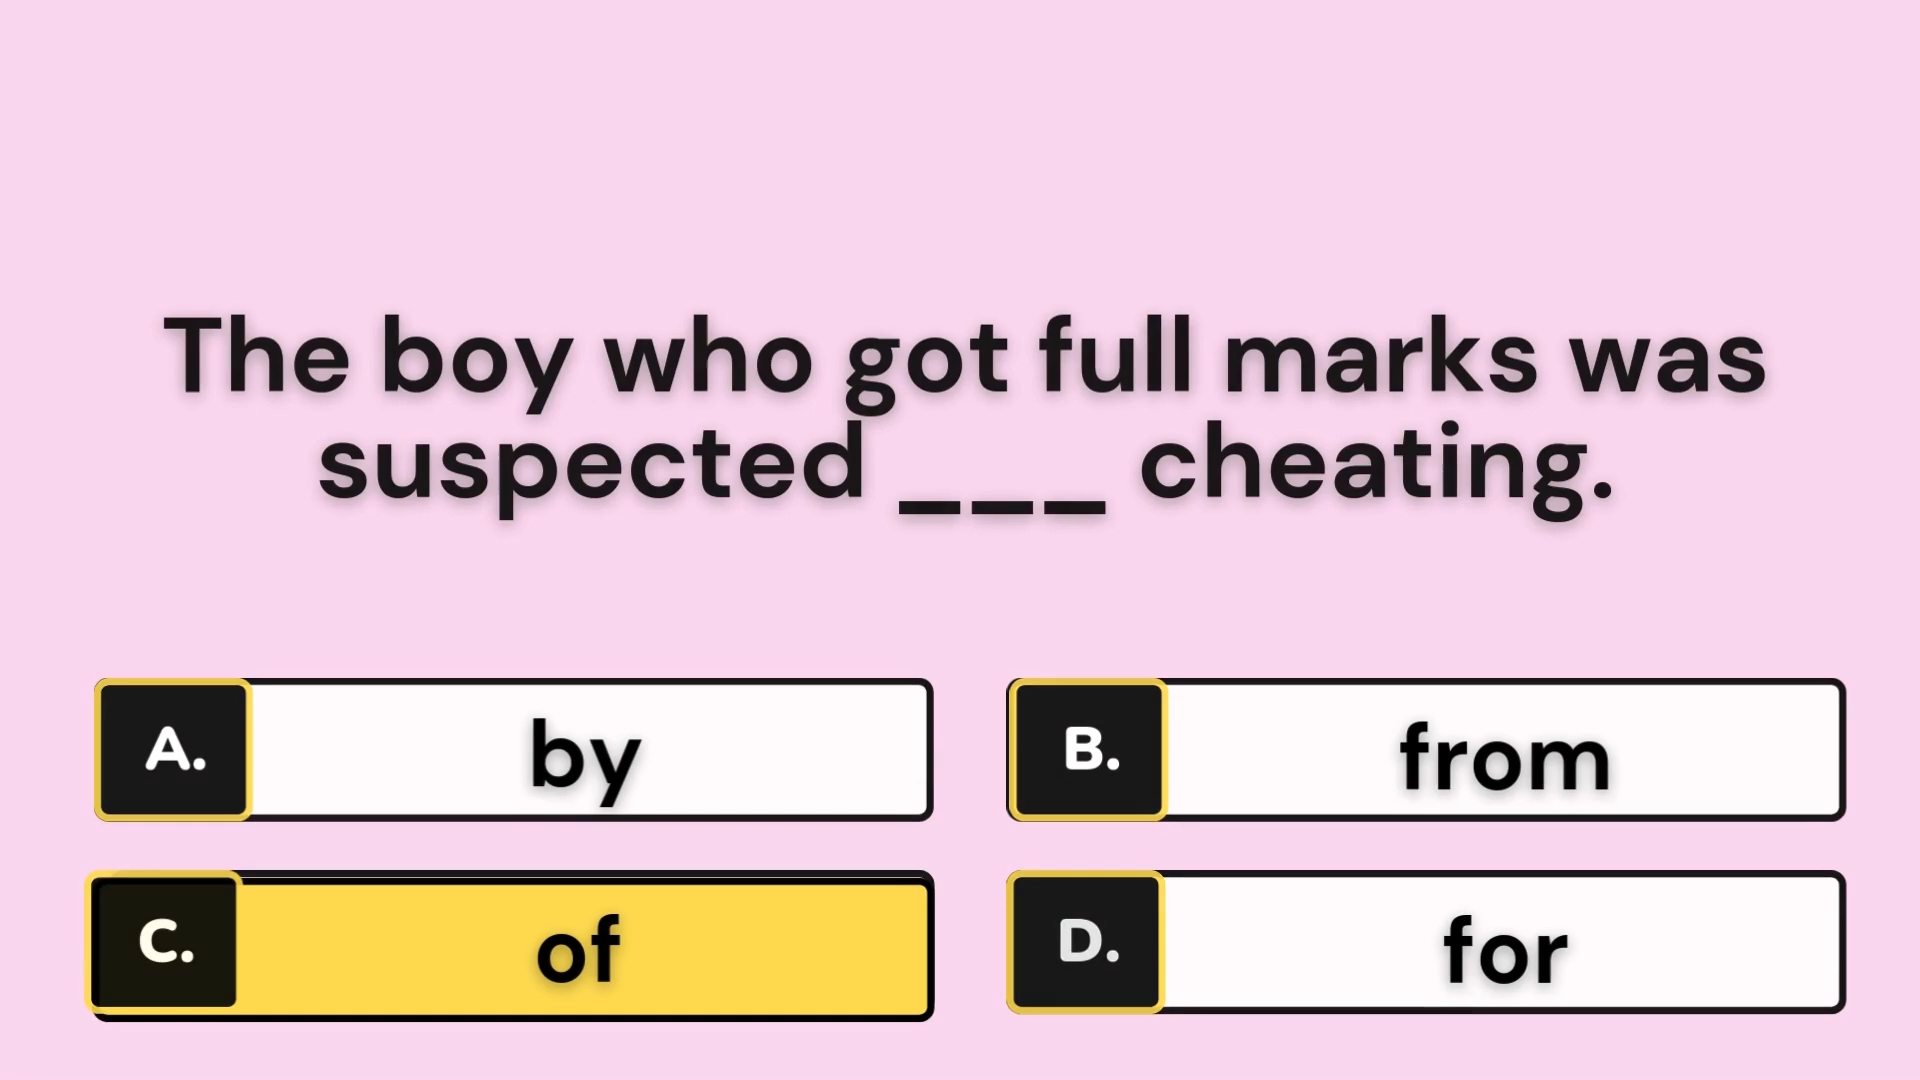 The boy who got full marks was
suspected ___ cheating.
A. by
B. from
C. of
D. for